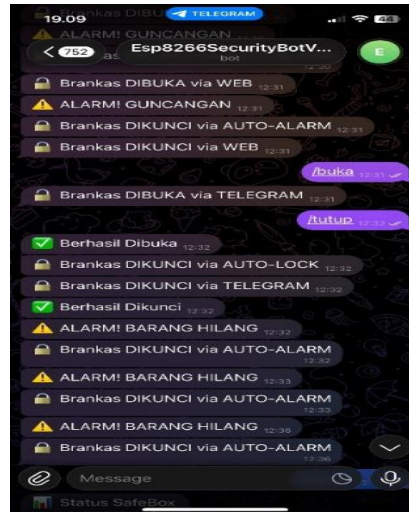 TELEGRAM
19.09
44
752
Esp8266SecurityBotV...
bot
E
Brankas DIBUKA via WEB 12:31
ALARM! GUNCANGAN 12:31
Brankas DIKUNCI via AUTO-ALARM 12:31
Brankas DIKUNCI via WEB 12:31
/buka 12:31
Brankas DIBUKA via TELEGRAM 12:31
/tutup 12:32
Berhasil Dibuka 12:32
Brankas DIKUNCI via AUTO-LOCK 12:32
Brankas DIKUNCI via TELEGRAM 12:32
Berhasil Dikunci 12:32
ALARM! BARANG HILANG 12:32
Brankas DIKUNCI via AUTO-ALARM
12:32
ALARM! BARANG HILANG 12:33
Brankas DIKUNCI via AUTO-ALARM
12:33
ALARM! BARANG HILANG 12:36
Brankas DIKUNCI via AUTO-ALARM
12:36
Message
Status SafeBox